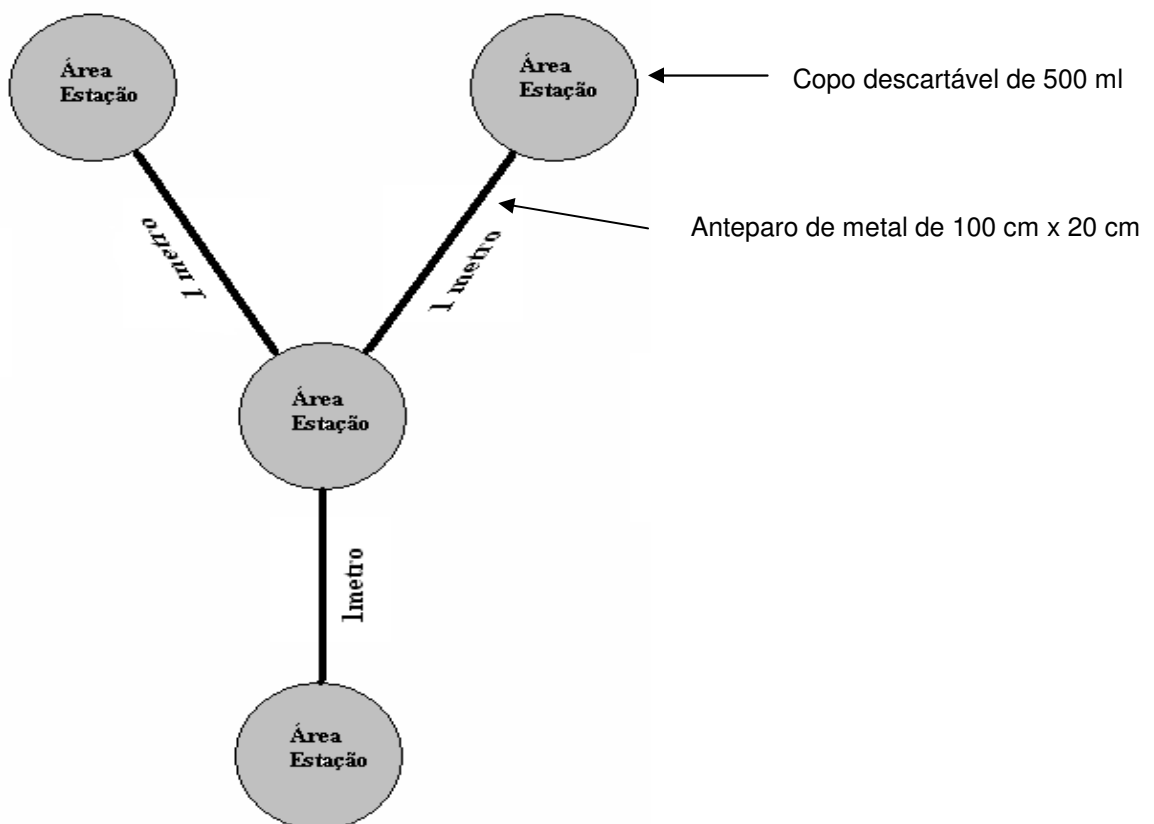 Área
Estação
Área
Estação
Copo descartável de 500 ml
1 metro
1 metro
Anteparo de metal de 100 cm x 20 cm
Área
Estação
1metro
Área
Estação